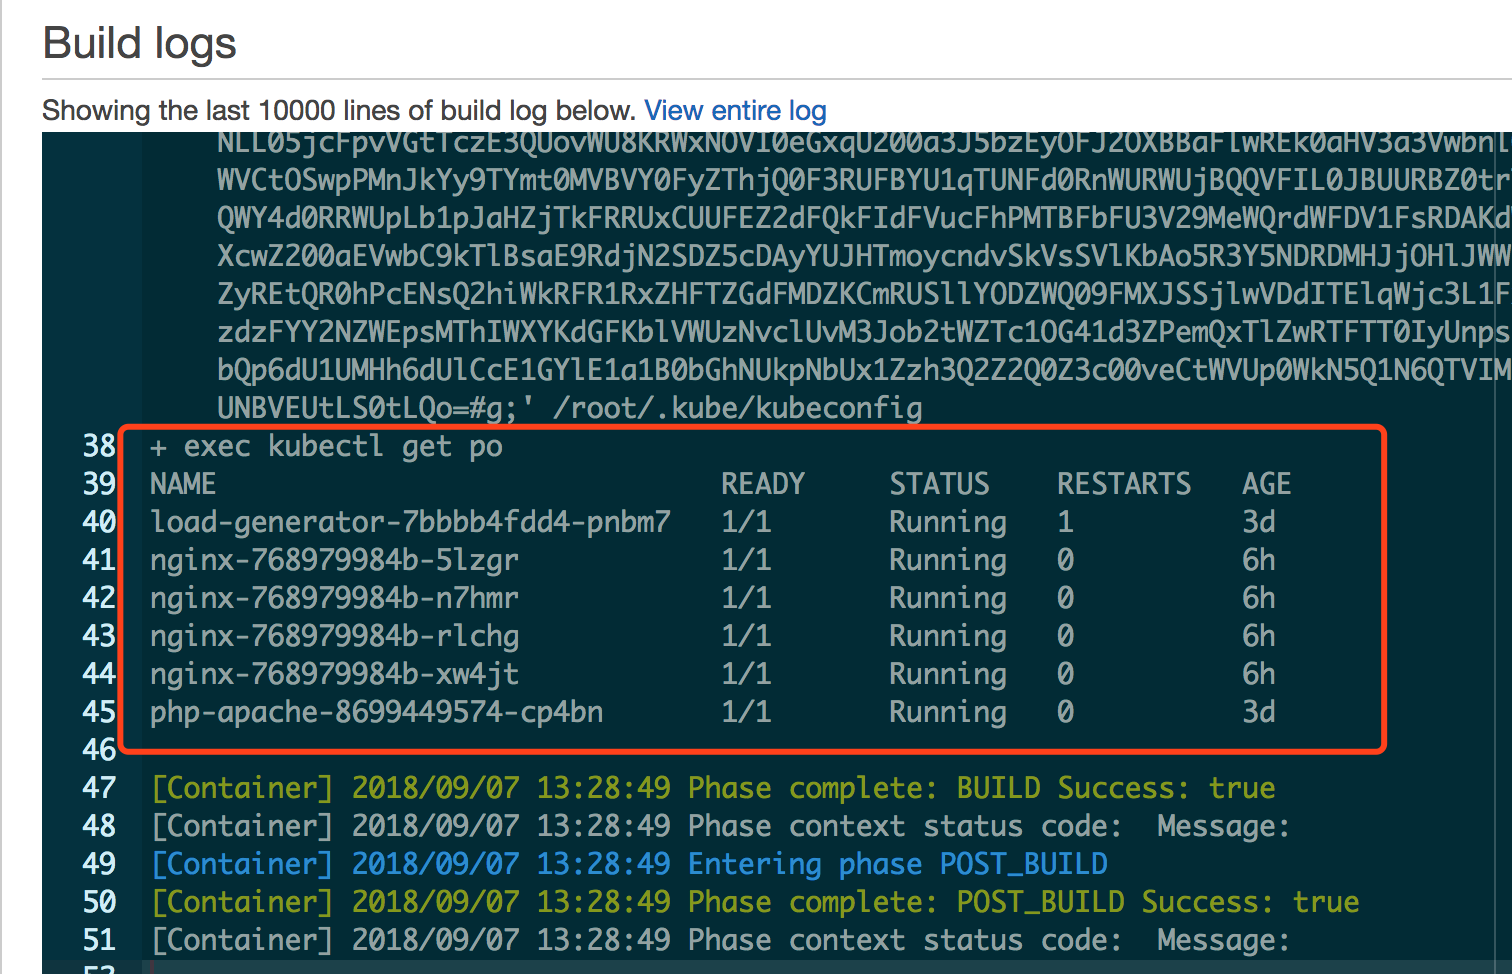 Build logs
Showing the last 10000 lines of build log below. View entire log
NLL05jcFpvVGtTczE3QUovWU8KRWxNOVI0eGxqU200a3J5bzEyOFJ2OXBBaFlwREk0aHV3a3Vwbnl
WVCtOSwpPMnJkYy9TYmt0MVBVY0FyZThjQ0F3RUFBYU1qTUNFd0RnWURWUjBQQVFIL0JBUURBZ0tr
QWY4d0RRWUpLb1pJaHZjTkFRRUxCUUFEZ2dFQkFIdFVucFhPMTBFbFU3V29MeWQrdWFDV1FsRDAKd
XcwZ200aEVwbC9kTlBsaE9RdjN2SDZ5cDAyYUJHTmoycndvSkVsSVlKbAo5R3Y5NDRDMHJjOHlJWW
ZyREtQR0hPcENsQ2hiWkRFR1RxZHFTZGdFMDZKCmRUSllYODZWQ09FMXJSSjlwVDdITElqWjc3L1F
zdzFYY2NZWEpsMThIWXYKdGFKblVWUzNvclUvM3Job2tWZTc1OG41d3ZPemQxTlZwRTFTT0IyUnps
bQp6dU1UMHh6dUlCcE1GYlE1a1B0bGhNUkpNbUx1Zzh3Q2Z2Q0Z3c00veCtWVUp0WkN5Q1N6QTVIM
UNBVEUtLS0tLQo=#g;' /root/.kube/kubeconfig
38 + exec kubectl get po
39 NAME READY STATUS RESTARTS AGE
40 load-generator-7bbbb4fdd4-pnbm7 1/1 Running 1 3d
41 nginx-768979984b-5lzgr 1/1 Running 0 6h
42 nginx-768979984b-n7hmr 1/1 Running 0 6h
43 nginx-768979984b-rlchg 1/1 Running 0 6h
44 nginx-768979984b-xw4jt 1/1 Running 0 6h
45 php-apache-8699449574-cp4bn 1/1 Running 0 3d
46
47 [Container] 2018/09/07 13:28:49 Phase complete: BUILD Success: true
48 [Container] 2018/09/07 13:28:49 Phase context status code: Message:
49 [Container] 2018/09/07 13:28:49 Entering phase POST_BUILD
50 [Container] 2018/09/07 13:28:49 Phase complete: POST_BUILD Success: true
51 [Container] 2018/09/07 13:28:49 Phase context status code: Message: